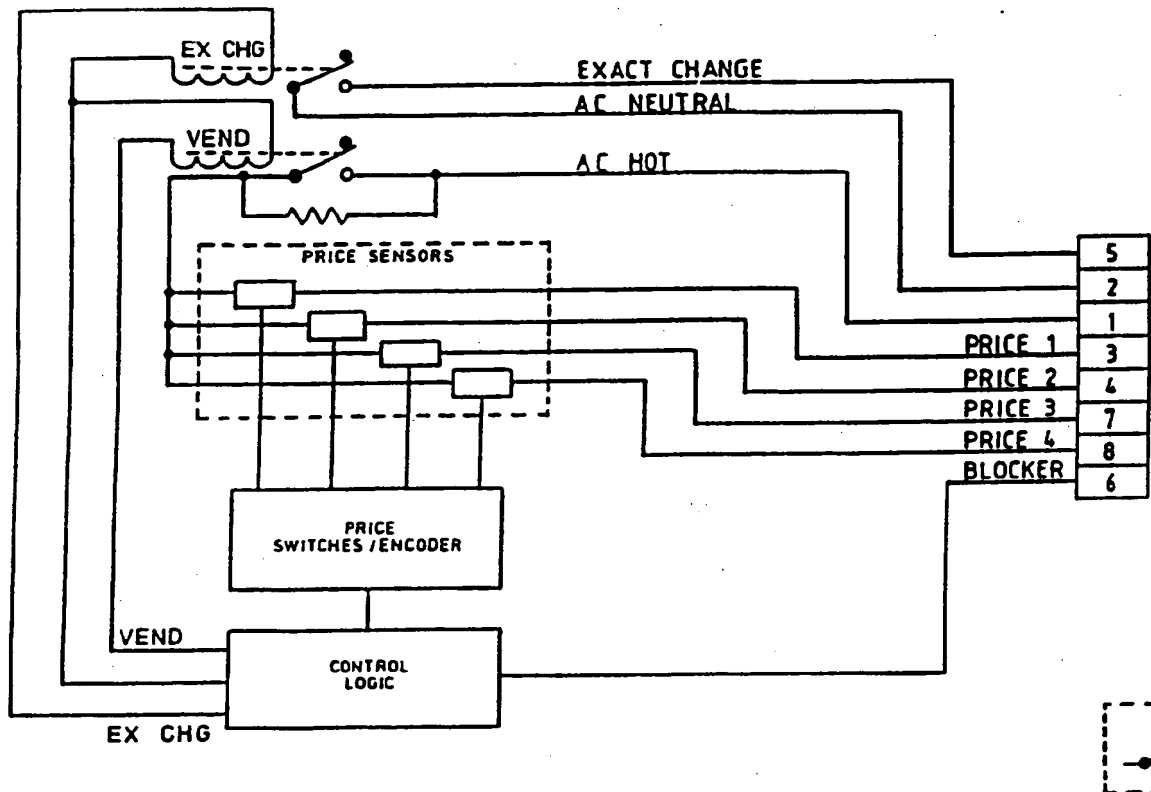 EX CHG
EXACT CHANGE
AC NEUTRAL
VEND
AC HOT
PRICE SENSORS
5
2
1
PRICE 1 3
PRICE 2 4
PRICE 3 7
PRICE 4 8
BLOCKER 6
PRICE
SWITCHES / ENCODER
VEND
CONTROL
LOGIC
EX CHG